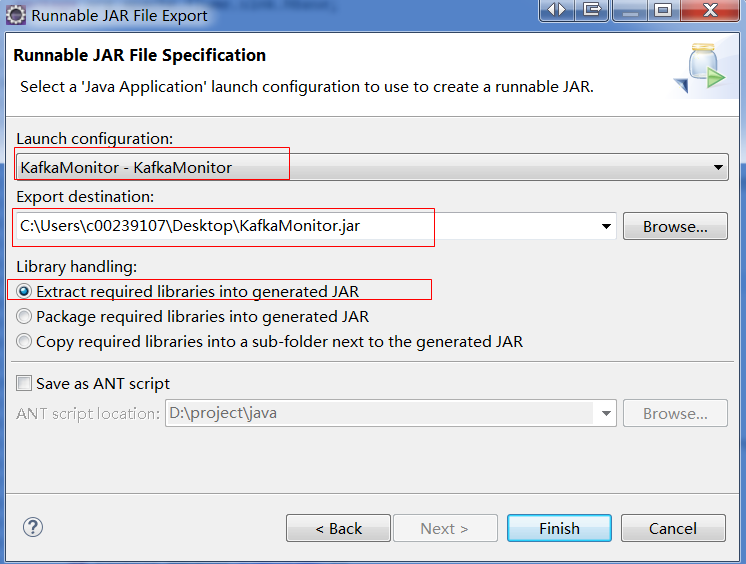 Runnable JAR File Export
Runnable JAR File Specification
Select a 'Java Application' launch configuration to use to create a runnable JAR.
Launch configuration:
KafkaMonitor - KafkaMonitor
Export destination:
C:\Users\c00239107\Desktop\KafkaMonitor.jar
Browse...
Library handling:
Extract required libraries into generated JAR
Package required libraries into generated JAR
Copy required libraries into a sub-folder next to the generated JAR
Save as ANT script
ANT script location:
D:\project\java
Browse...
?
< Back
Next >
Finish
Cancel